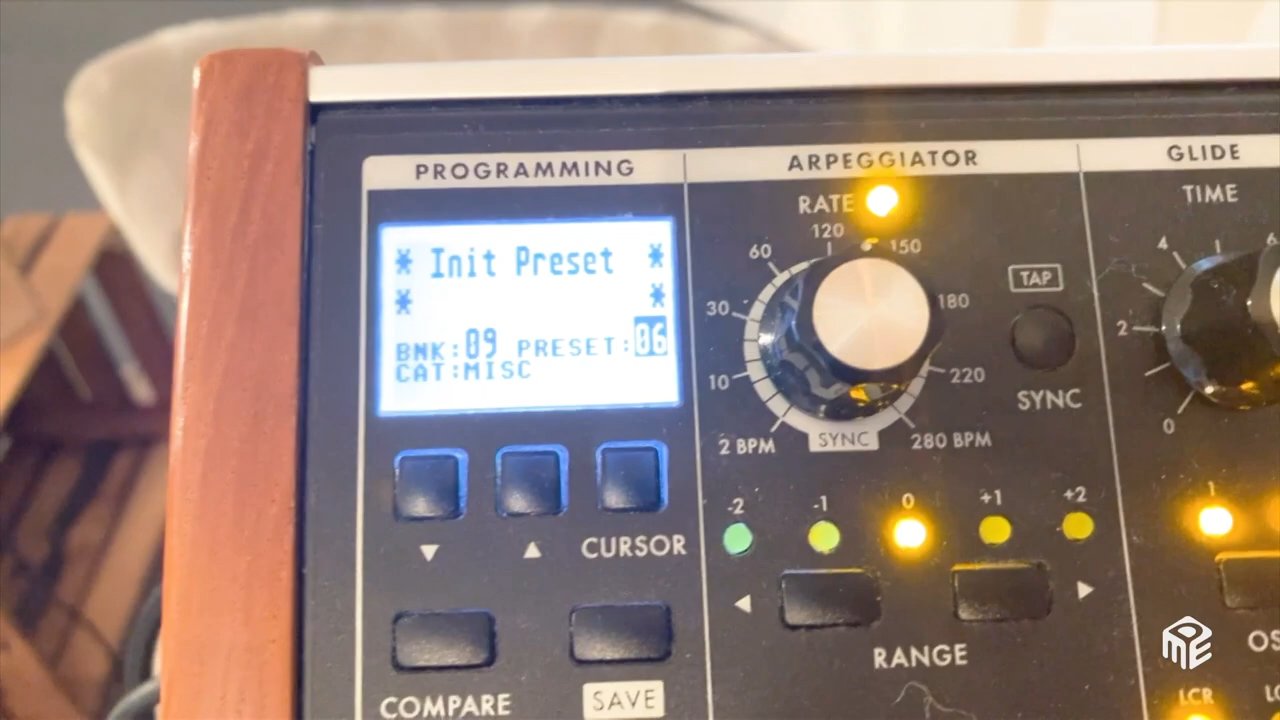 PROGRAMMING
* Init Preset *
* *
BNK:09 PRESET:06
CAT:MISC
CURSOR
COMPARE
SAVE
ARPEGGIATOR
RATE
2 BPM
10
30
60
120
150
180
220
280 BPM
SYNC
TAP
SYNC
-2 -1 0 +1 +2
RANGE
GLIDE
TIME
0
2
4
6
1
LCR